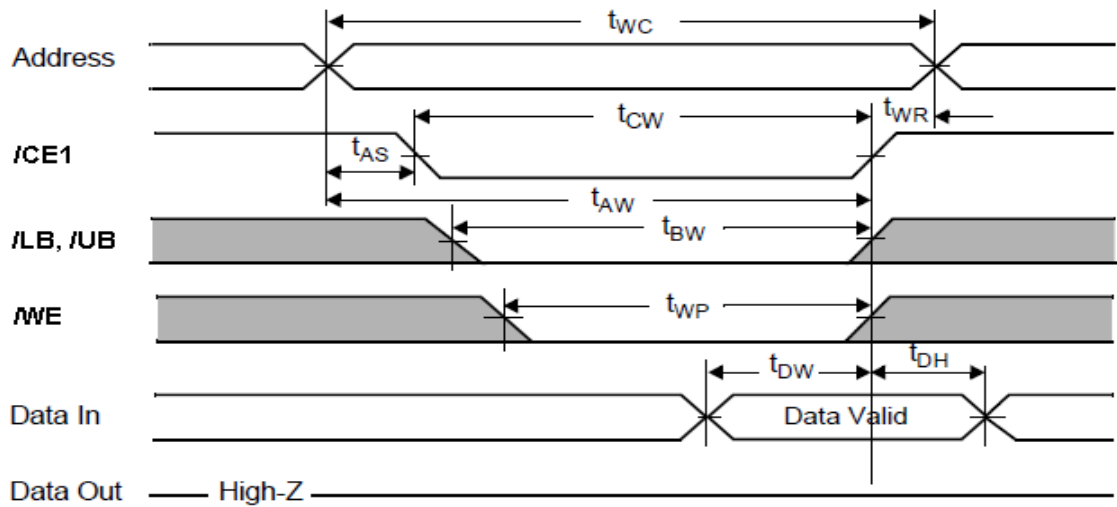 tWC
Address
tCW
tWR
/CE1
tAS
tAW
/LB, /UB
tBW
/WE
tWP
tDW
tDH
Data In
Data Valid
Data Out
High-Z